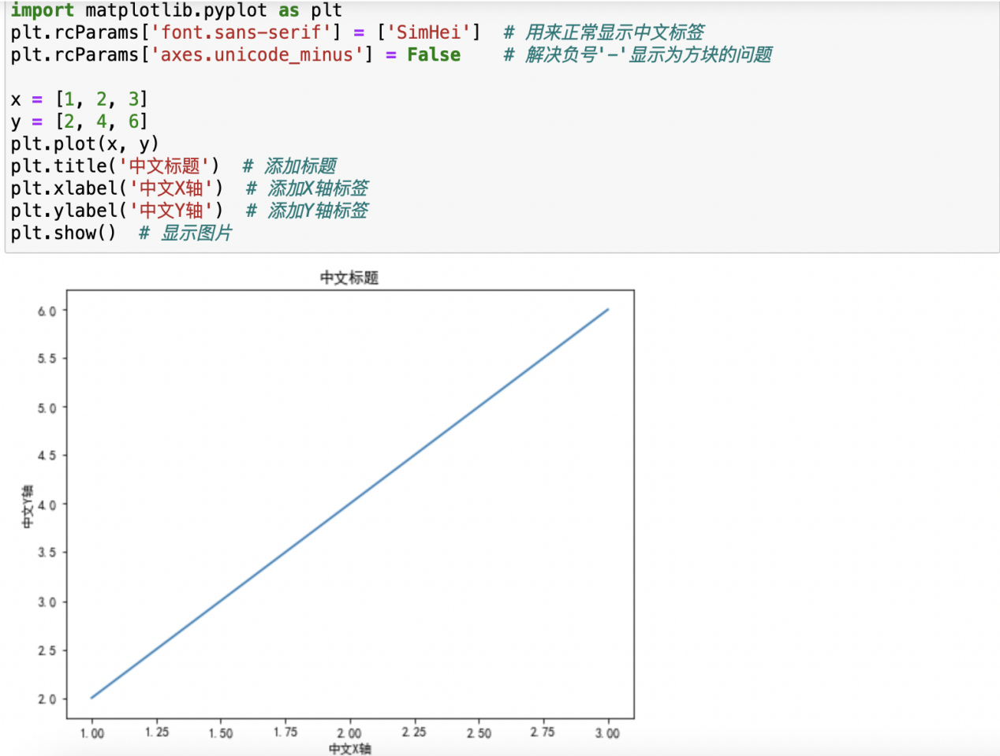 import matplotlib.pyplot as plt
plt.rcParams['font.sans-serif'] = ['SimHei']  # 用来正常显示中文标签
plt.rcParams['axes.unicode_minus'] = False    # 解决负号'-'显示为方块的问题
x = [1, 2, 3]
y = [2, 4, 6]
plt.plot(x, y)
plt.title('中文标题')  # 添加标题
plt.xlabel('中文X轴')  # 添加X轴标签
plt.ylabel('中文Y轴')  # 添加Y轴标签
plt.show()  # 显示图片
中文标题
6.0
5.5
5.0
4.5
4.0
3.5
3.0
2.5
2.0
中文Y轴
1.00 1.25 1.50 1.75 2.00 2.25 2.50 2.75 3.00
中文X轴